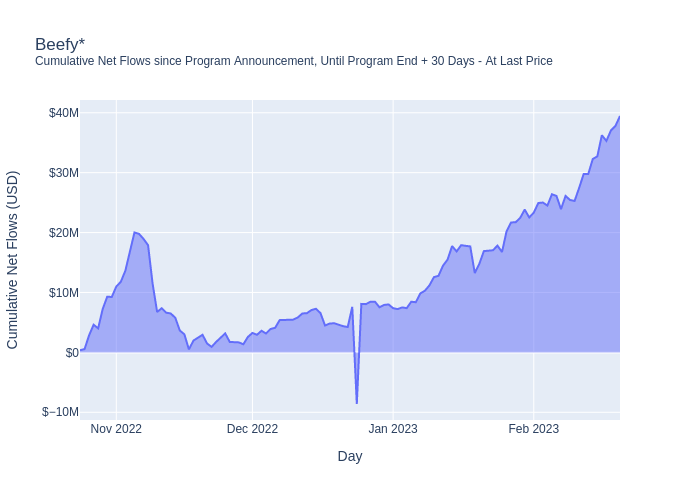 Beefy*
Cumulative Net Flows since Program Announcement, Until Program End + 30 Days - At Last Price
Cumulative Net Flows (USD)
$40M
$30M
$20M
$10M
$0
$−10M
Nov 2022
Dec 2022
Jan 2023
Feb 2023
Day